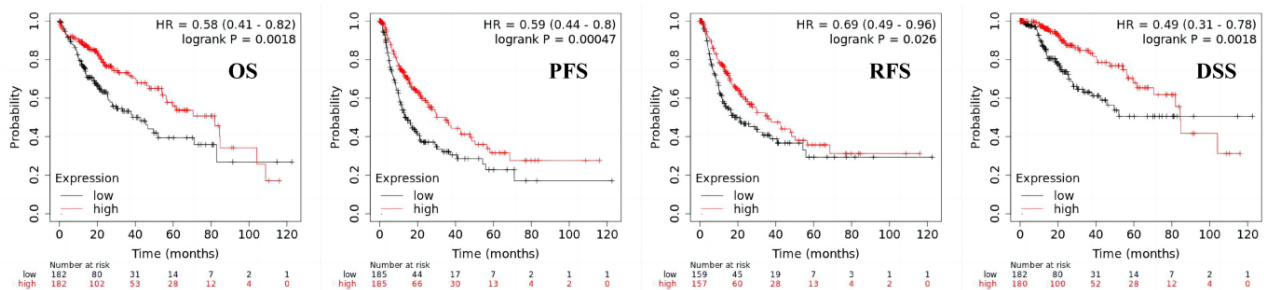 HR = 0.58 (0.41 - 0.82)
logrank P = 0.0018
OS
Probability
1.0
0.8
0.6
0.4
0.2
0.0
Expression
low
high
0 20 40 60 80 100 120
Time (months)
Number at risk
low 182 80 31 14 7 2 1
high 182 102 53 28 12 4 0
HR = 0.59 (0.44 - 0.8)
logrank P = 0.00047
PFS
Probability
1.0
0.8
0.6
0.4
0.2
0.0
Expression
low
high
0 20 40 60 80 100 120
Time (months)
Number at risk
low 185 44 17 7 2 1 1
high 185 66 30 13 4 2 0
HR = 0.69 (0.49 - 0.96)
logrank P = 0.026
RFS
Probability
1.0
0.8
0.6
0.4
0.2
0.0
Expression
low
high
0 20 40 60 80 100 120
Time (months)
Number at risk
low 159 45 19 7 3 1 1
high 157 60 28 13 4 2 0
HR = 0.49 (0.31 - 0.78)
logrank P = 0.0018
DSS
Probability
1.0
0.8
0.6
0.4
0.2
0.0
Expression
low
high
0 20 40 60 80 100 120
Time (months)
Number at risk
low 182 80 31 14 7 2 1
high 180 100 52 28 12 4 0